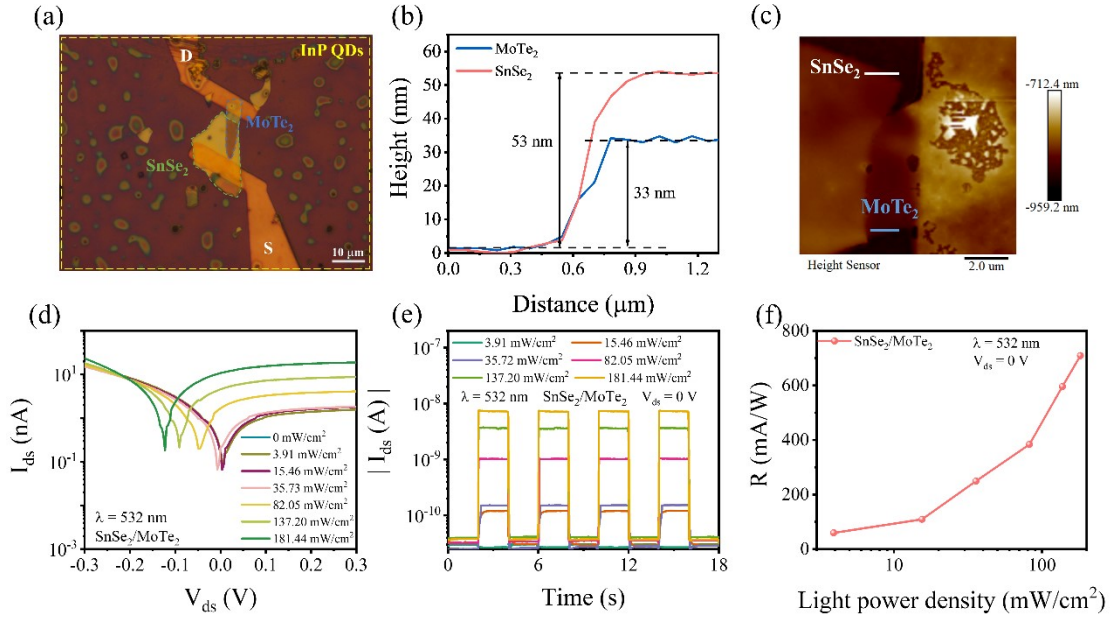 (a)
D
InP QDs
MoTe₂
SnSe₂
S
10 μm
(b)
Height (nm)
60
50
40
30
20
10
0
MoTe₂
SnSe₂
53 nm
33 nm
0.0 0.3 0.6 0.9 1.2
Distance (μm)
(c)
SnSe₂
MoTe₂
-712.4 nm
-959.2 nm
Height Sensor
2.0 um
(d)
I_ds (nA)
10¹
10⁻¹
10⁻³
0 mW/cm²
3.91 mW/cm²
15.46 mW/cm²
35.73 mW/cm²
82.05 mW/cm²
137.20 mW/cm²
181.44 mW/cm²
λ = 532 nm
SnSe₂/MoTe₂
-0.3 -0.2 -0.1 0.0 0.1 0.2 0.3
V_ds (V)
(e)
| I_ds (A) |
10⁻⁷
10⁻⁸
10⁻⁹
10⁻¹⁰
3.91 mW/cm² 15.46 mW/cm²
35.72 mW/cm² 82.05 mW/cm²
137.20 mW/cm² 181.44 mW/cm²
λ = 532 nm SnSe₂/MoTe₂ V_ds = 0 V
0 6 12 18
Time (s)
(f)
R (mA/W)
800
600
400
200
0
SnSe₂/MoTe₂
λ = 532 nm
V_ds = 0 V
10 100
Light power density (mW/cm²)